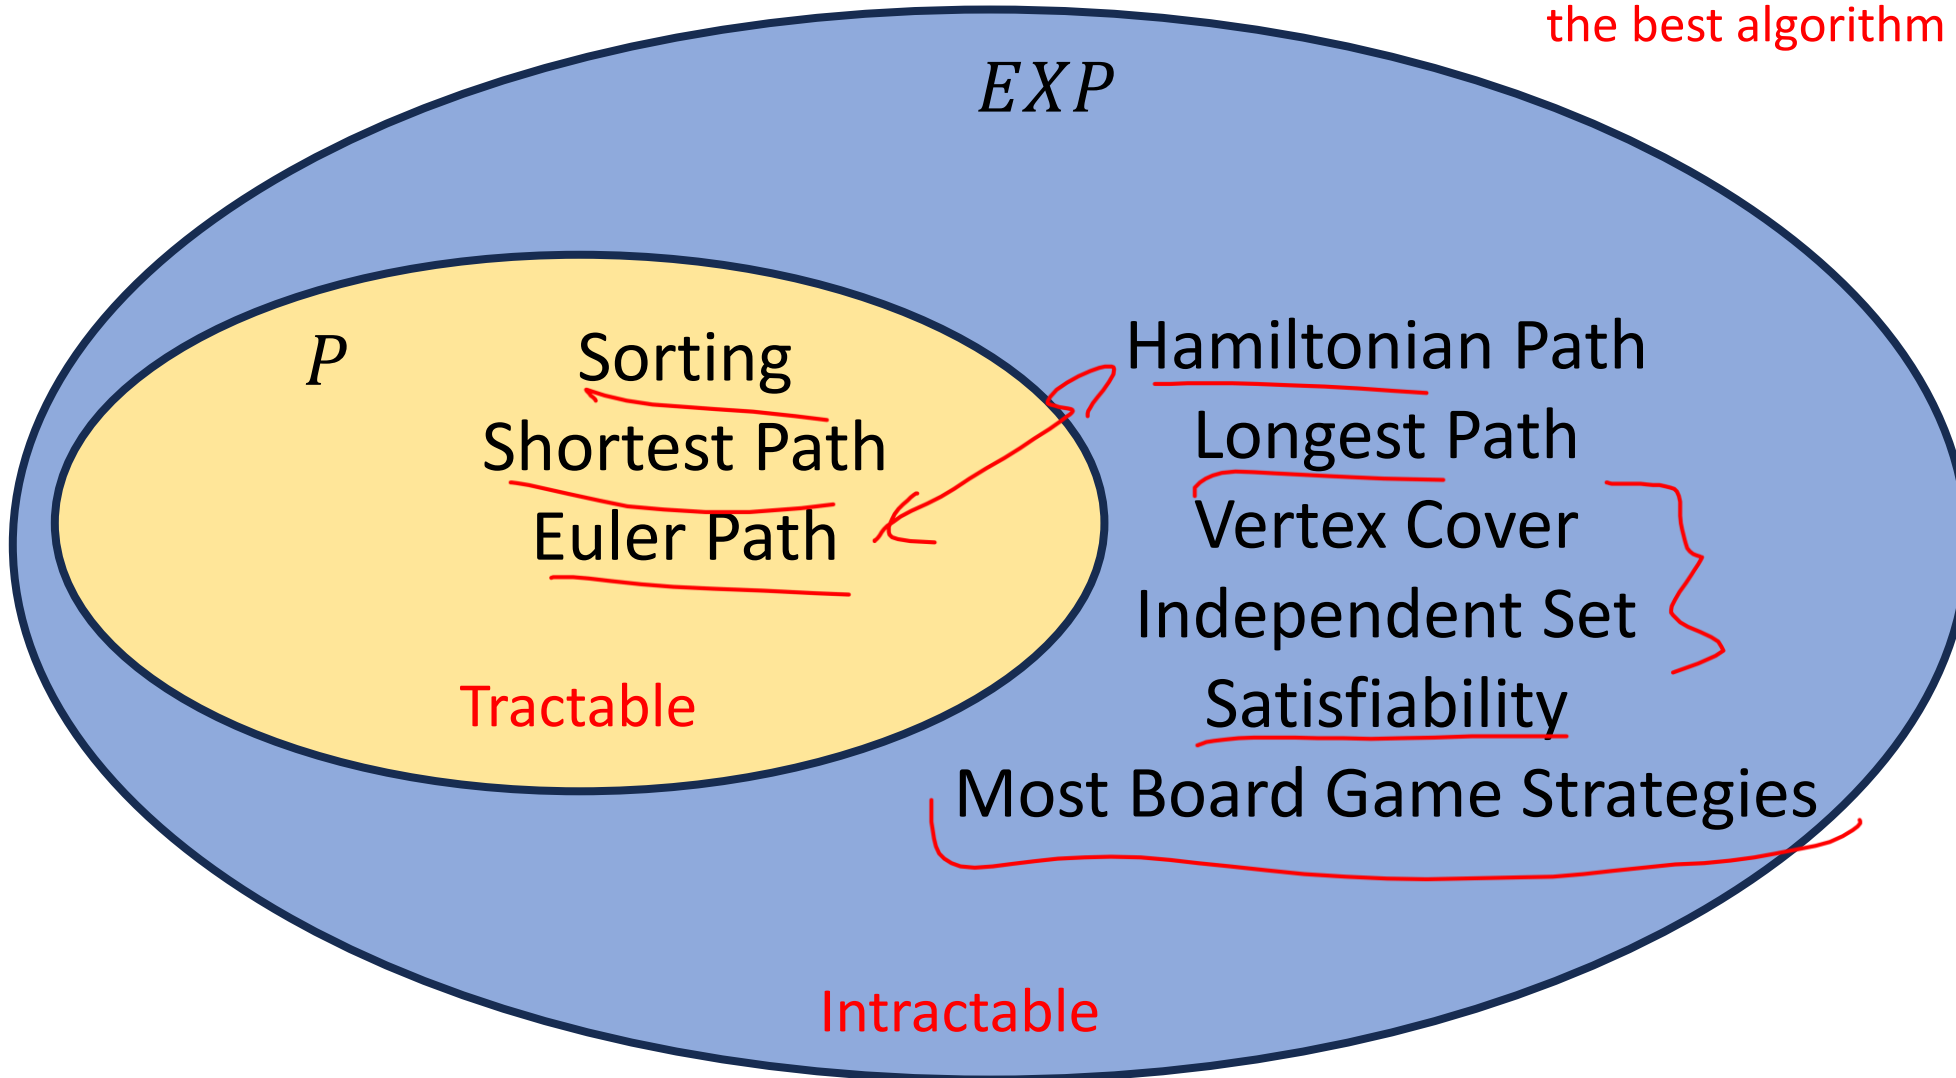 the best algorithm
EXP
P
Sorting
Shortest Path
Euler Path
Tractable
Hamiltonian Path
Longest Path
Vertex Cover
Independent Set
Satisfiability
Most Board Game Strategies
Intractable